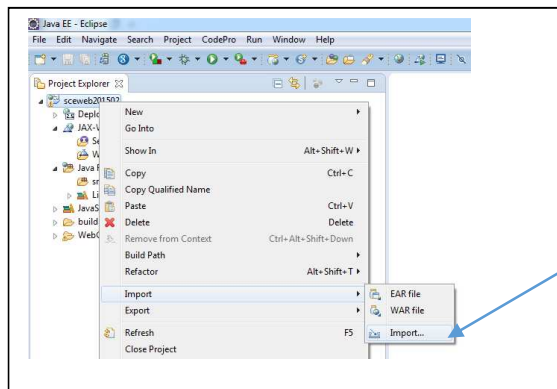 Java EE - Eclipse
File Edit Navigate Search Project CodePro Run Window Help
Project Explorer
sceweb201502
Deplo
JAX-V
Se
W
Java F
sr
Li
JavaS
build
WebC
New
Go Into
Show In Alt+Shift+W
Copy Ctrl+C
Copy Qualified Name
Paste Ctrl+V
Delete Delete
Remove from Context Ctrl+Alt+Shift+Down
Build Path
Refactor Alt+Shift+T
Import
Export
Refresh F5
Close Project
EAR file
WAR file
Import...